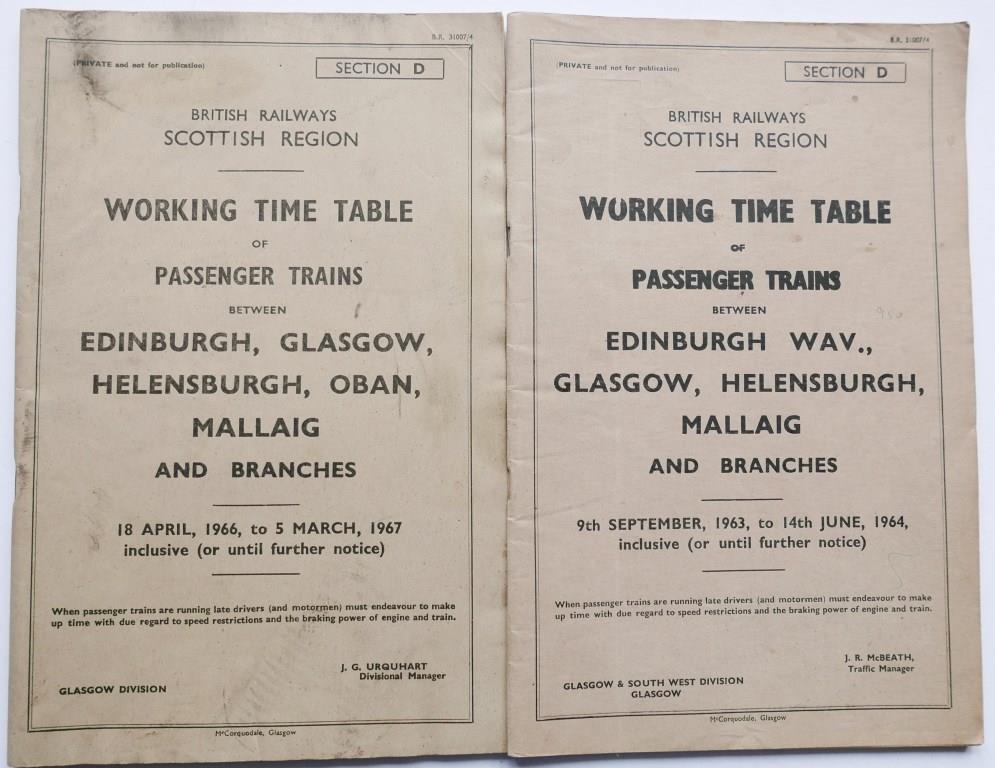 B.R. 31007/4
(PRIVATE and not for publication)
SECTION D
BRITISH RAILWAYS
SCOTTISH REGION
WORKING TIME TABLE
OF
PASSENGER TRAINS
BETWEEN
EDINBURGH, GLASGOW,
HELENSBURGH, OBAN,
MALLAIG
AND BRANCHES
18 APRIL, 1966, to 5 MARCH, 1967
inclusive (or until further notice)
When passenger trains are running late drivers (and motormen) must endeavour to make
up time with due regard to speed restrictions and the braking power of engine and train.
J. G. URQUHART
Divisional Manager
GLASGOW DIVISION
McCorquodale, Glasgow
B.R. 31007/4
(PRIVATE and not for publication)
SECTION D
BRITISH RAILWAYS
SCOTTISH REGION
WORKING TIME TABLE
OF
PASSENGER TRAINS
BETWEEN
950
EDINBURGH WAV.,
GLASGOW, HELENSBURGH,
MALLAIG
AND BRANCHES
9th SEPTEMBER, 1963, to 14th JUNE, 1964,
inclusive (or until further notice)
When passenger trains are running late drivers (and motormen) must endeavour to make
up time with due regard to speed restrictions and the braking power of engine and train.
J. R. McBEATH,
Traffic Manager
GLASGOW & SOUTH WEST DIVISION
GLASGOW
McCorquodale, Glasgow